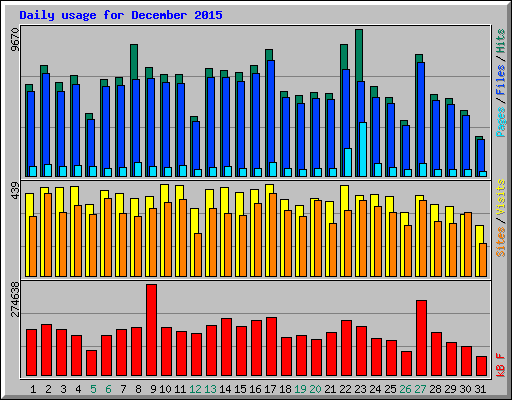 Daily usage for December 2015
9670
Pages / Files / Hits
439
Sites / Visits
274638
kB F
1 2 3 4 5 6 7 8 9 10 11 12 13 14 15 16 17 18 19 20 21 22 23 24 25 26 27 28 29 30 31